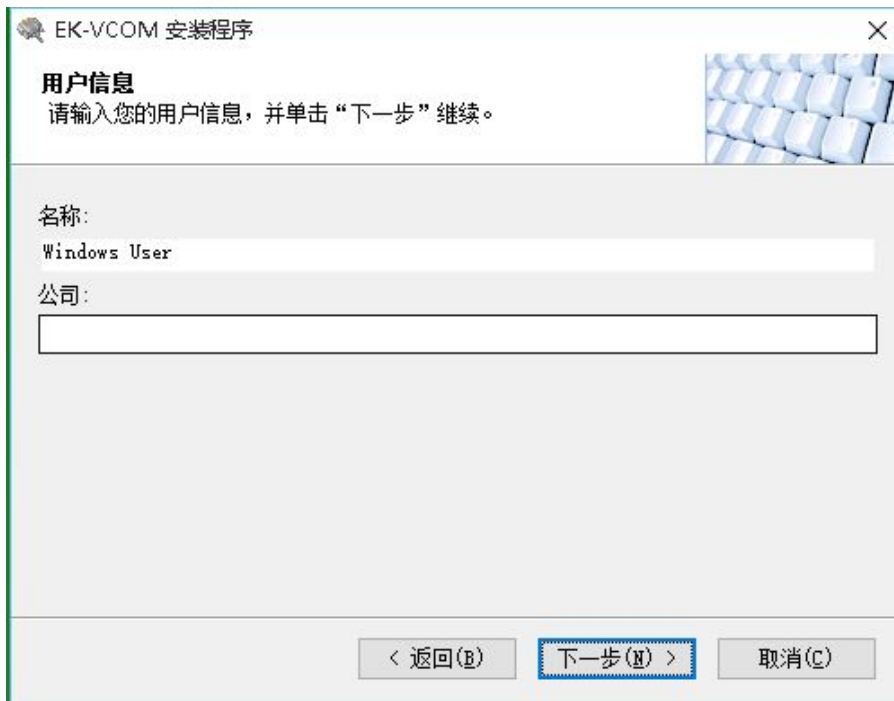 EK-VCOM 安装程序
用户信息
请输入您的用户信息，并单击“下一步”继续。
名称:
Windows User
公司:
< 返回(B)
下一步(N) >
取消(C)